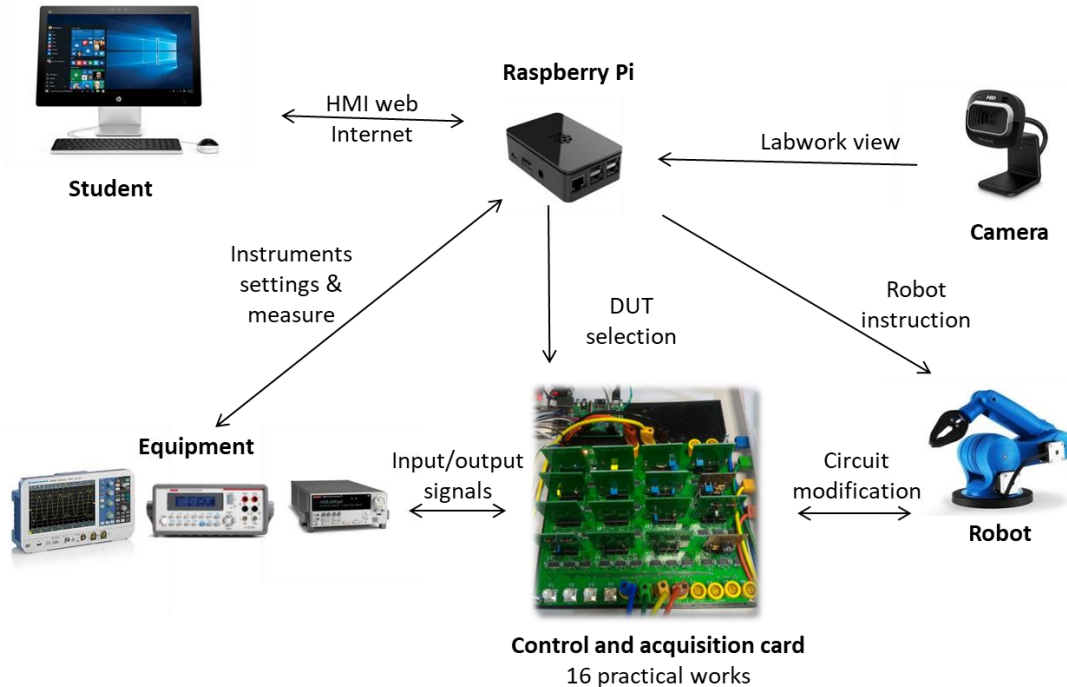 Raspberry Pi
HMI web
Internet
Labwork view
Student
Camera
Instruments
settings &
measure
DUT
selection
Robot
instruction
Equipment
Input/output
signals
Circuit
modification
Robot
Control and acquisition card
16 practical works